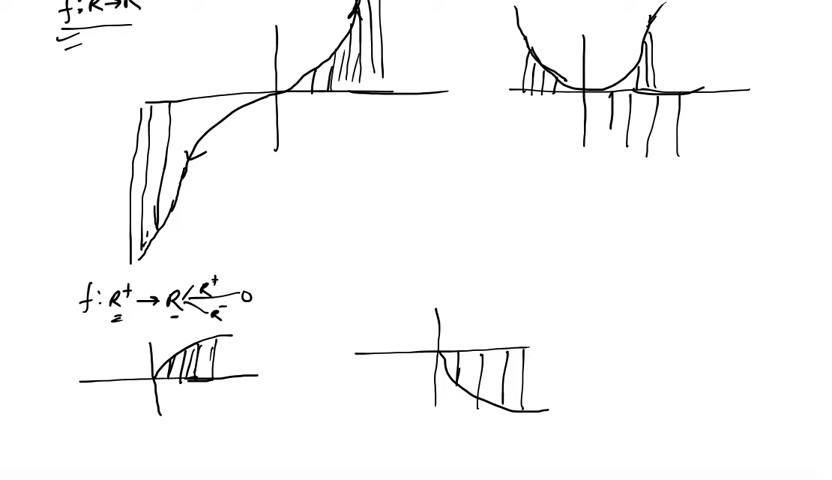 f: R→R
f: R⁺ → R R⁺ 0 R⁻